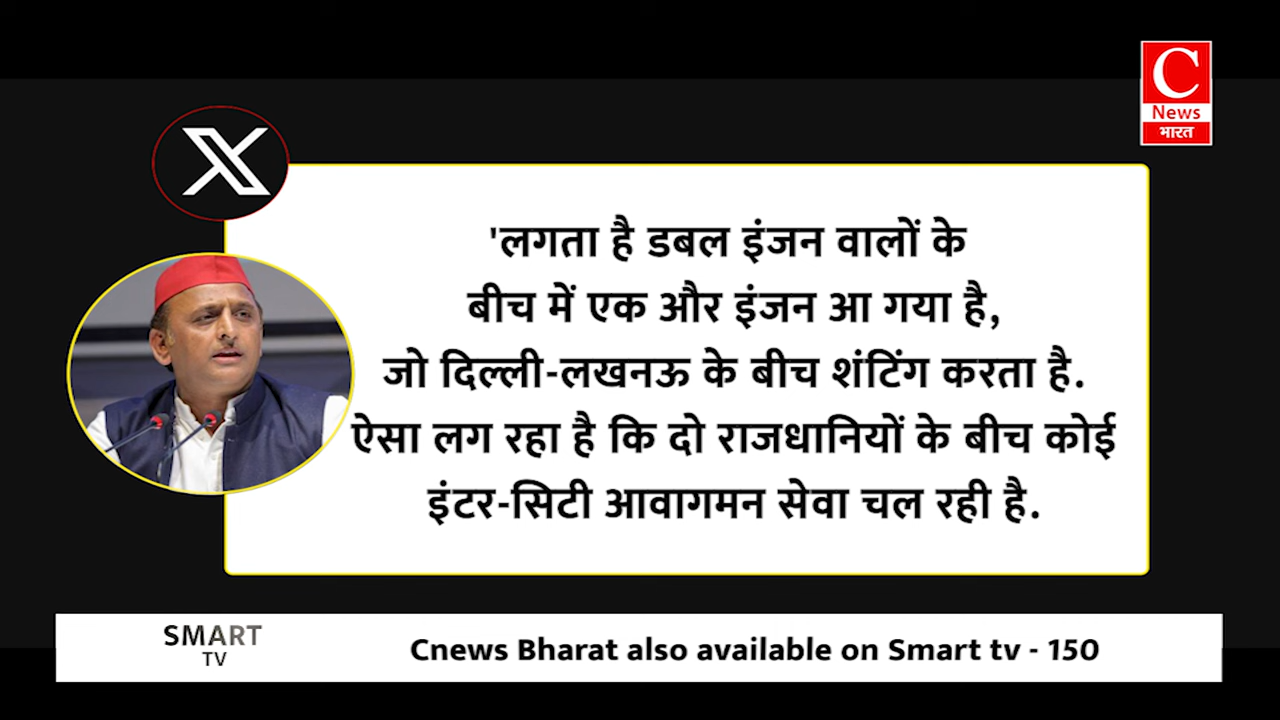 C
News
भारत
'लगता है डबल इंजन वालों के
बीच में एक और इंजन आ गया है,
जो दिल्ली-लखनऊ के बीच शंटिंग करता है.
ऐसा लग रहा है कि दो राजधानियों के बीच कोई
इंटर-सिटी आवागमन सेवा चल रही है.
SMART
TV
Cnews Bharat also available on Smart tv - 150